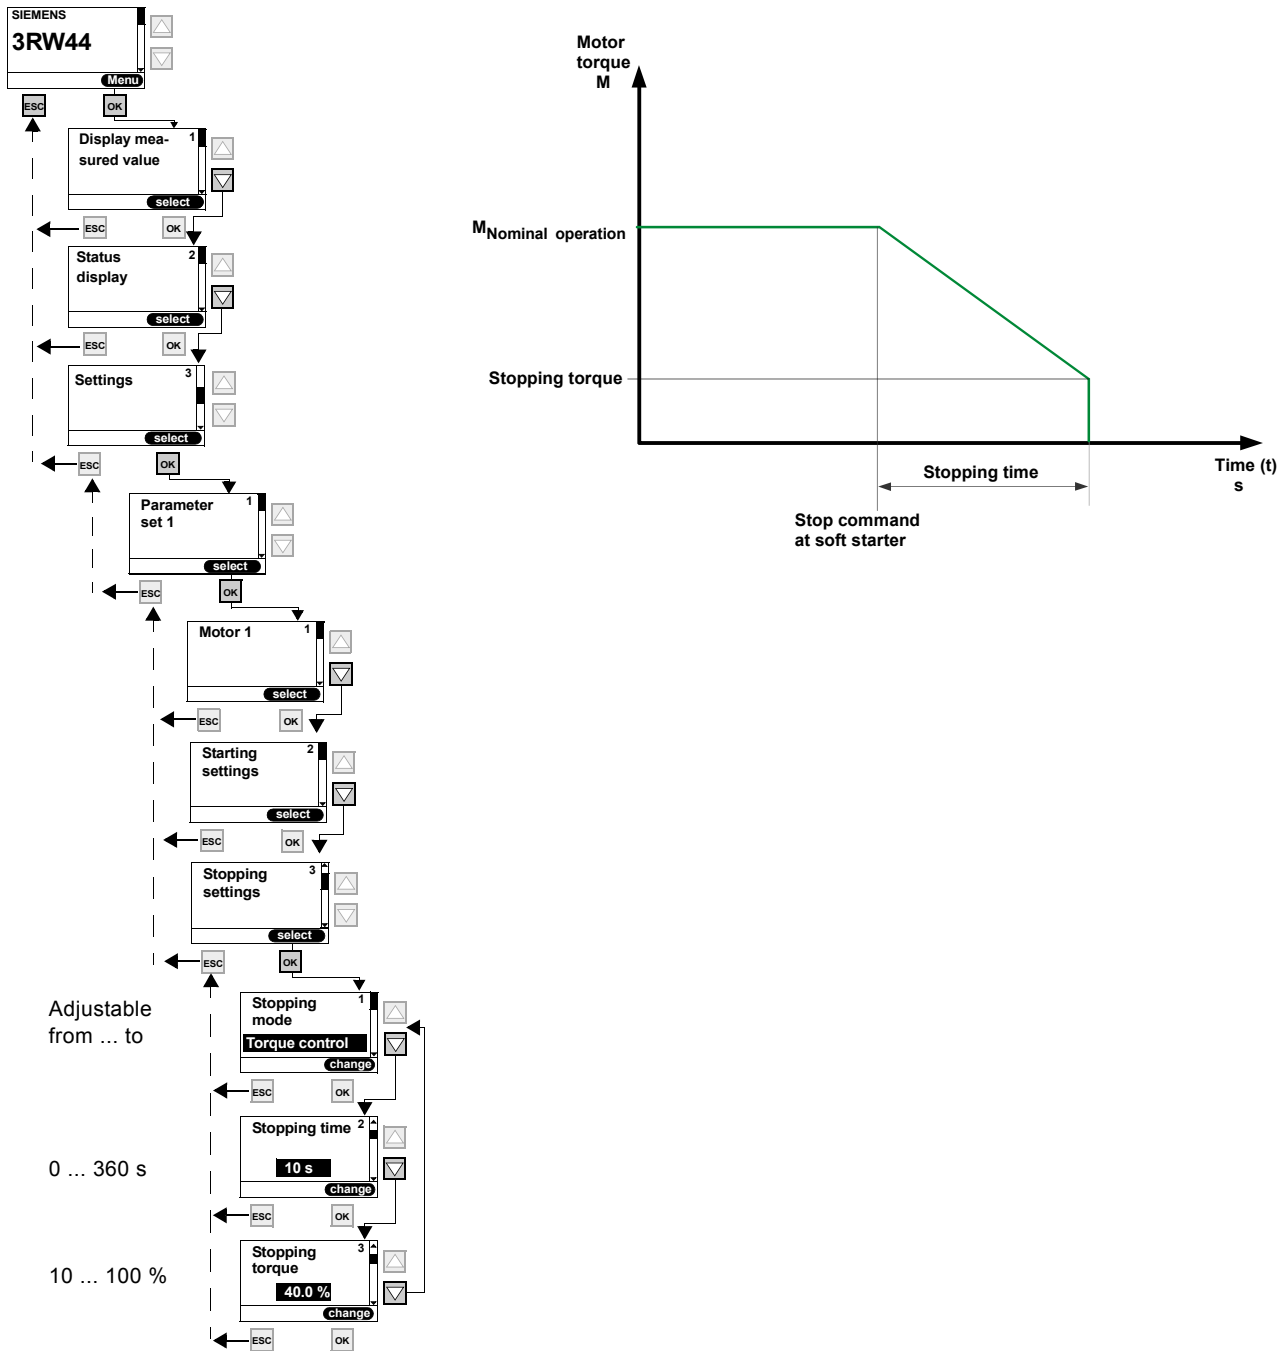 SIEMENS
3RW44
Menu
ESC
OK
Display mea-
sured value
1
select
ESC
OK
Status
display
2
select
ESC
OK
Settings
3
select
ESC
OK
Parameter
set 1
1
select
ESC
OK
Motor 1
1
select
ESC
OK
Starting
settings
2
select
ESC
OK
Stopping
settings
3
select
ESC
OK
Adjustable
from ... to
Stopping
mode
1
Torque control
change
ESC
OK
0 ... 360 s
Stopping time
2
10 s
change
ESC
OK
10 ... 100 %
Stopping
torque
3
40.0 %
change
ESC
OK
Motor
torque
M
MNominal operation
Stopping torque
Stopping time
Time (t)
s
Stop command
at soft starter